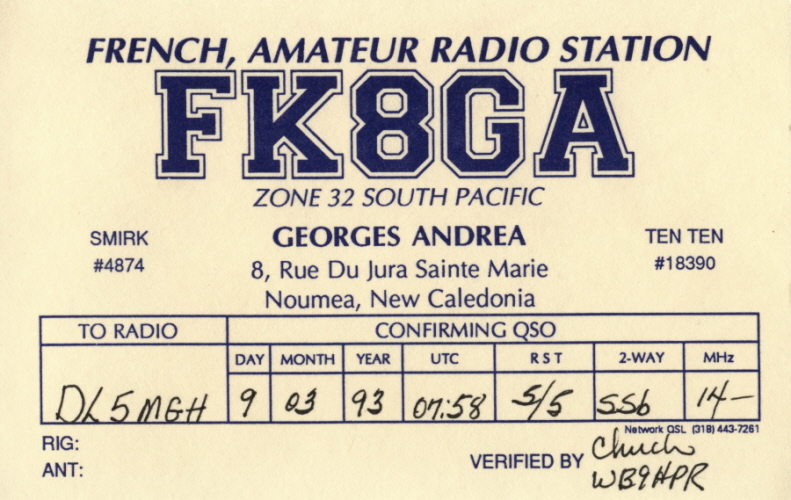 FRENCH, AMATEUR RADIO STATION
FK8GA
ZONE 32 SOUTH PACIFIC
SMIRK
#4874
GEORGES ANDREA
8, Rue Du Jura Sainte Marie
Noumea, New Caledonia
TEN TEN
#18390
TO RADIO CONFIRMING QSO
DAY MONTH YEAR UTC RST 2-WAY MHz
DL5MGH 9 03 93 07:58 5/5 SSb 14-
Network QSL (318) 443-7261
RIG:
ANT:
VERIFIED BY Chuck
WB9HPR